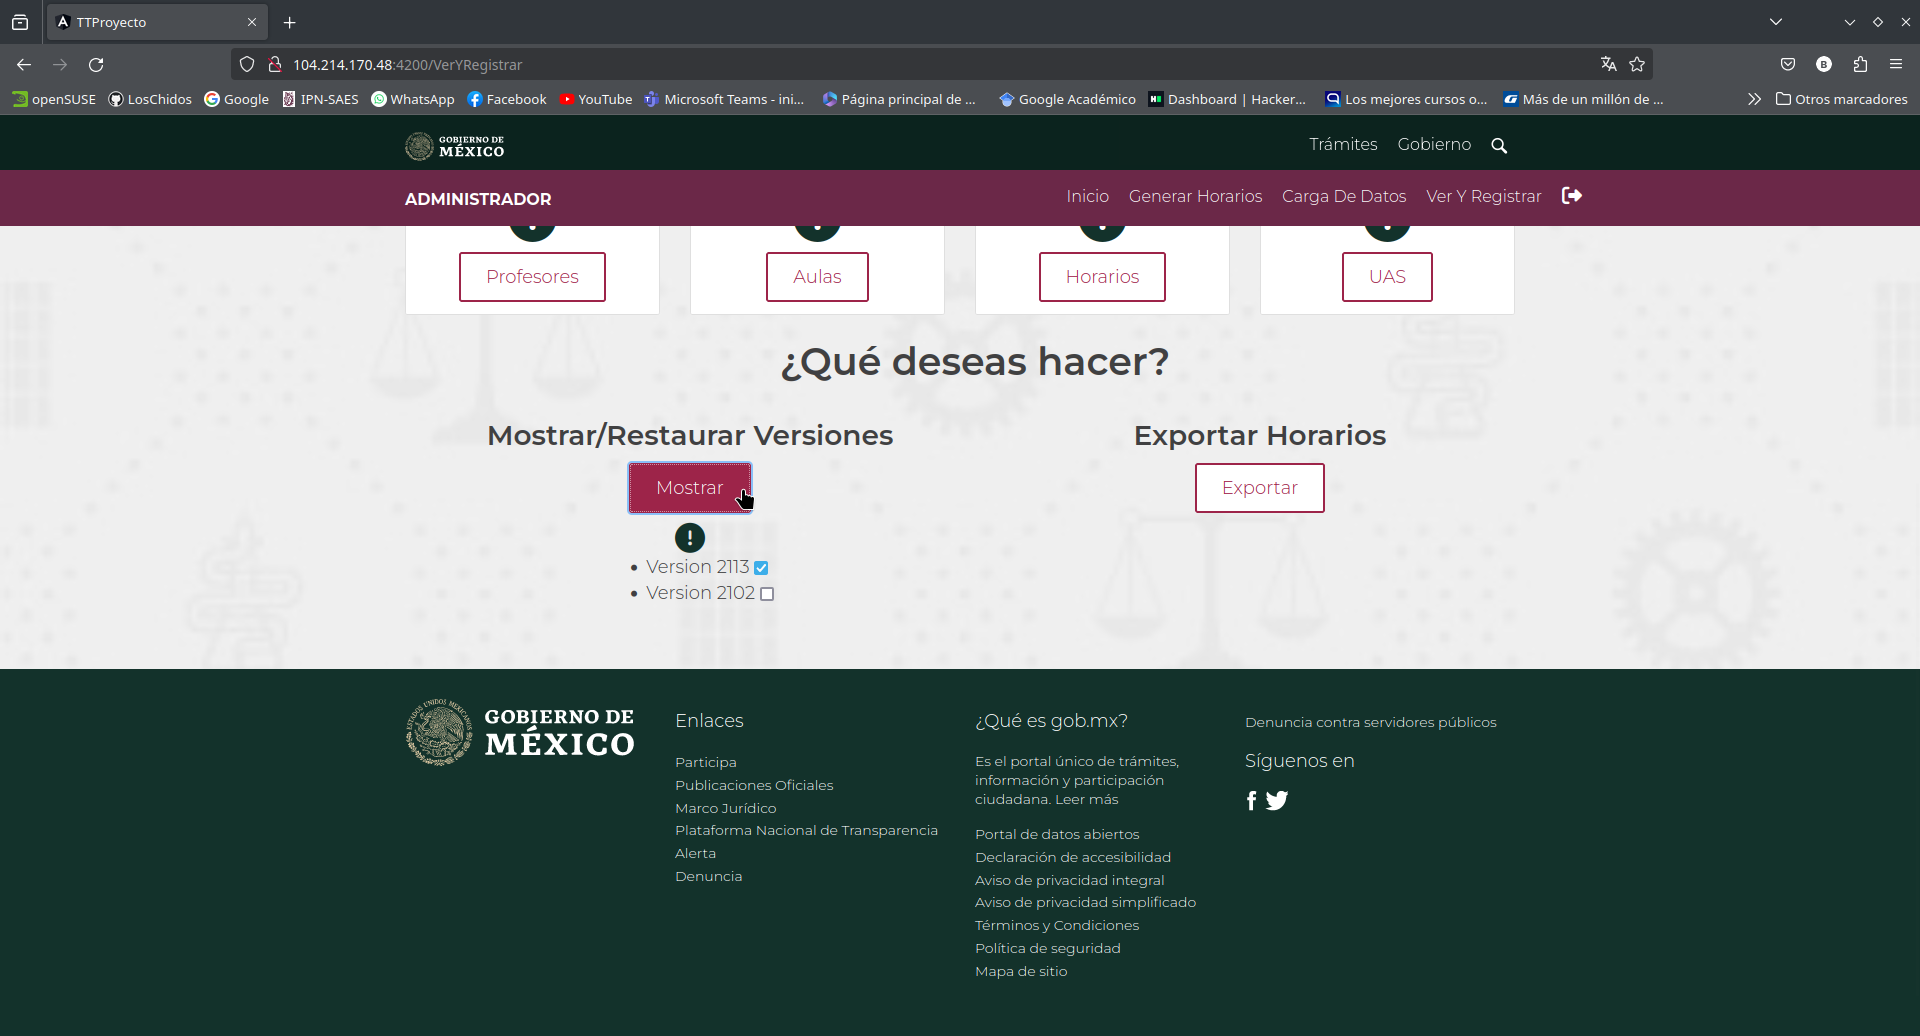 TTProyecto
104.214.170.48:4200/VerYRegistrar
openSUSE LosChidos Google IPN-SAES WhatsApp Facebook YouTube Microsoft Teams - ini... Página principal de ... Google Académico Dashboard | Hacker... Los mejores cursos o... Más de un millón de ... Otros marcadores
GOBIERNO DE
MÉXICO
Trámites Gobierno
ADMINISTRADOR
Inicio Generar Horarios Carga De Datos Ver Y Registrar
Profesores Aulas Horarios UAS
¿Qué deseas hacer?
Mostrar/Restaurar Versiones
Mostrar
!
• Version 2113
• Version 2102
Exportar Horarios
Exportar
ESTADOS UNIDOS MEXICANOS
GOBIERNO DE
MÉXICO
Enlaces
Participa
Publicaciones Oficiales
Marco Jurídico
Plataforma Nacional de Transparencia
Alerta
Denuncia
¿Qué es gob.mx?
Es el portal único de trámites,
información y participación
ciudadana. Leer más
Portal de datos abiertos
Declaración de accesibilidad
Aviso de privacidad integral
Aviso de privacidad simplificado
Términos y Condiciones
Política de seguridad
Mapa de sitio
Denuncia contra servidores públicos
Síguenos en